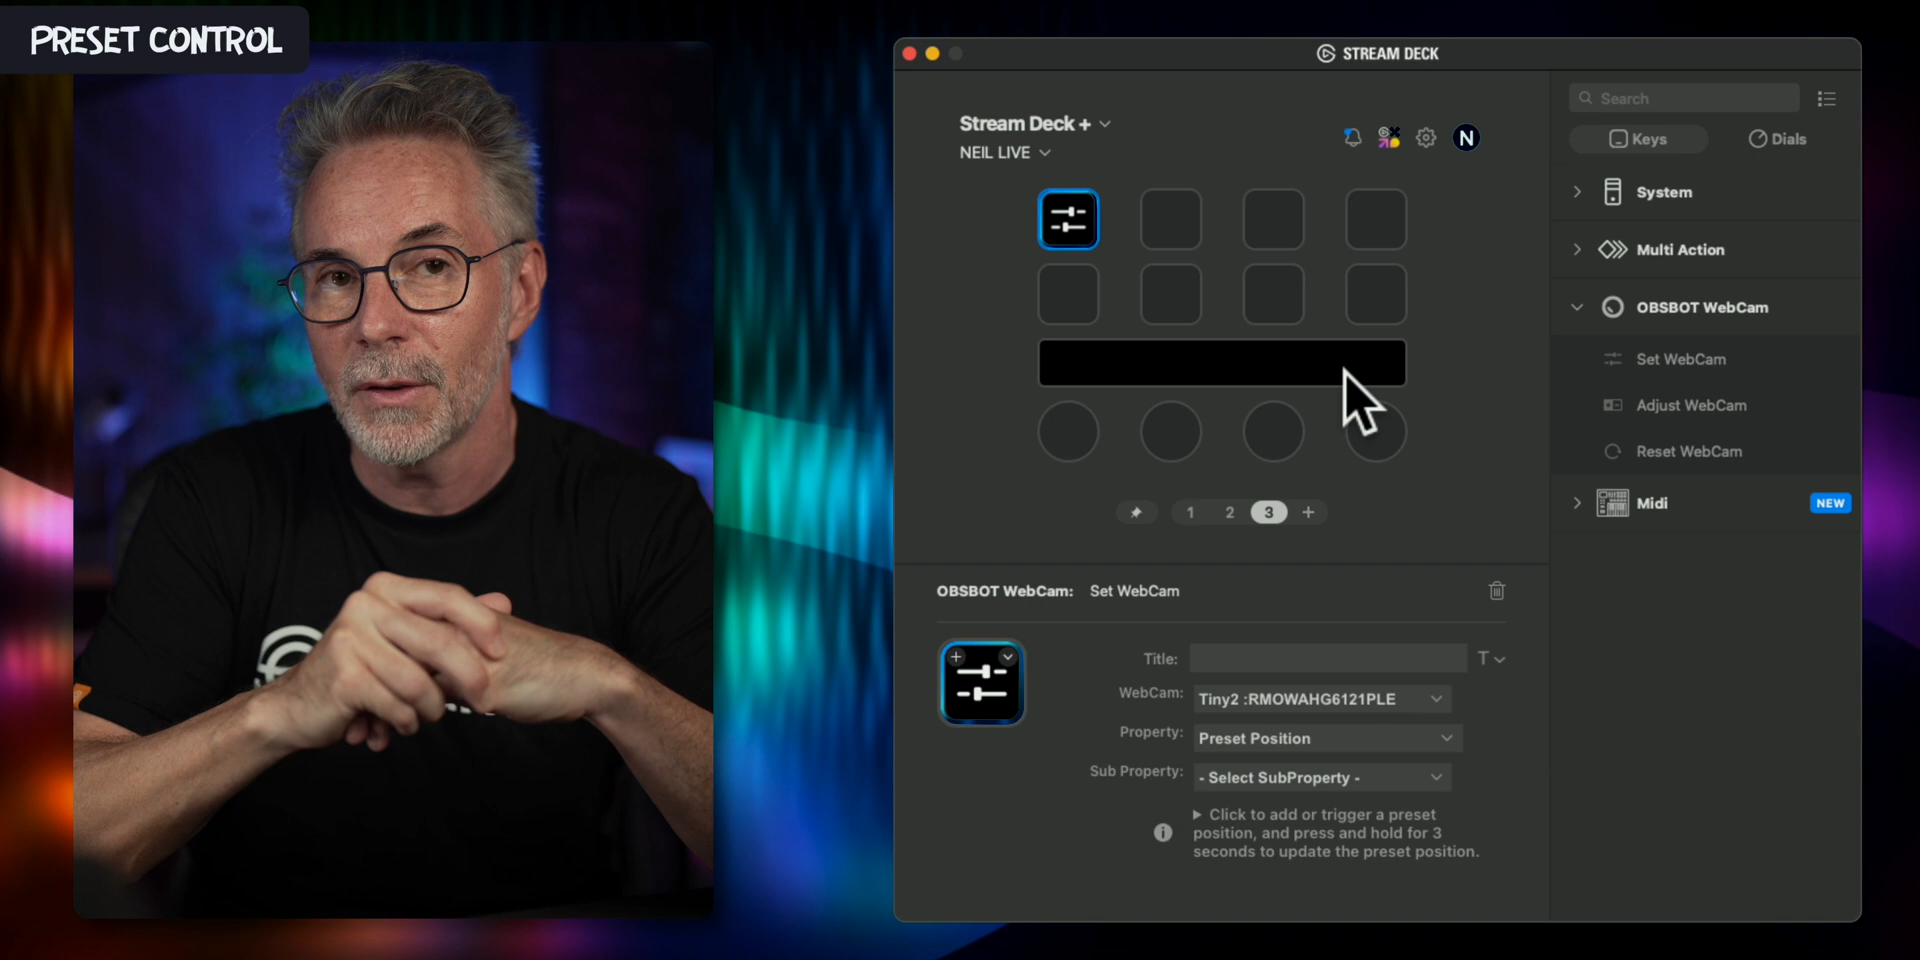 PRESET CONTROL
STREAM DECK
Stream Deck +
NEIL LIVE
N
1 2 3 +
OBSBOT WebCam: Set WebCam
Title: T
WebCam: Tiny2 :RMOWAHG6121PLE
Property: Preset Position
Sub Property: - Select SubProperty -
Click to add or trigger a preset
position, and press and hold for 3
seconds to update the preset position.
Search
Keys Dials
System
Multi Action
OBSBOT WebCam
Set WebCam
Adjust WebCam
Reset WebCam
Midi NEW